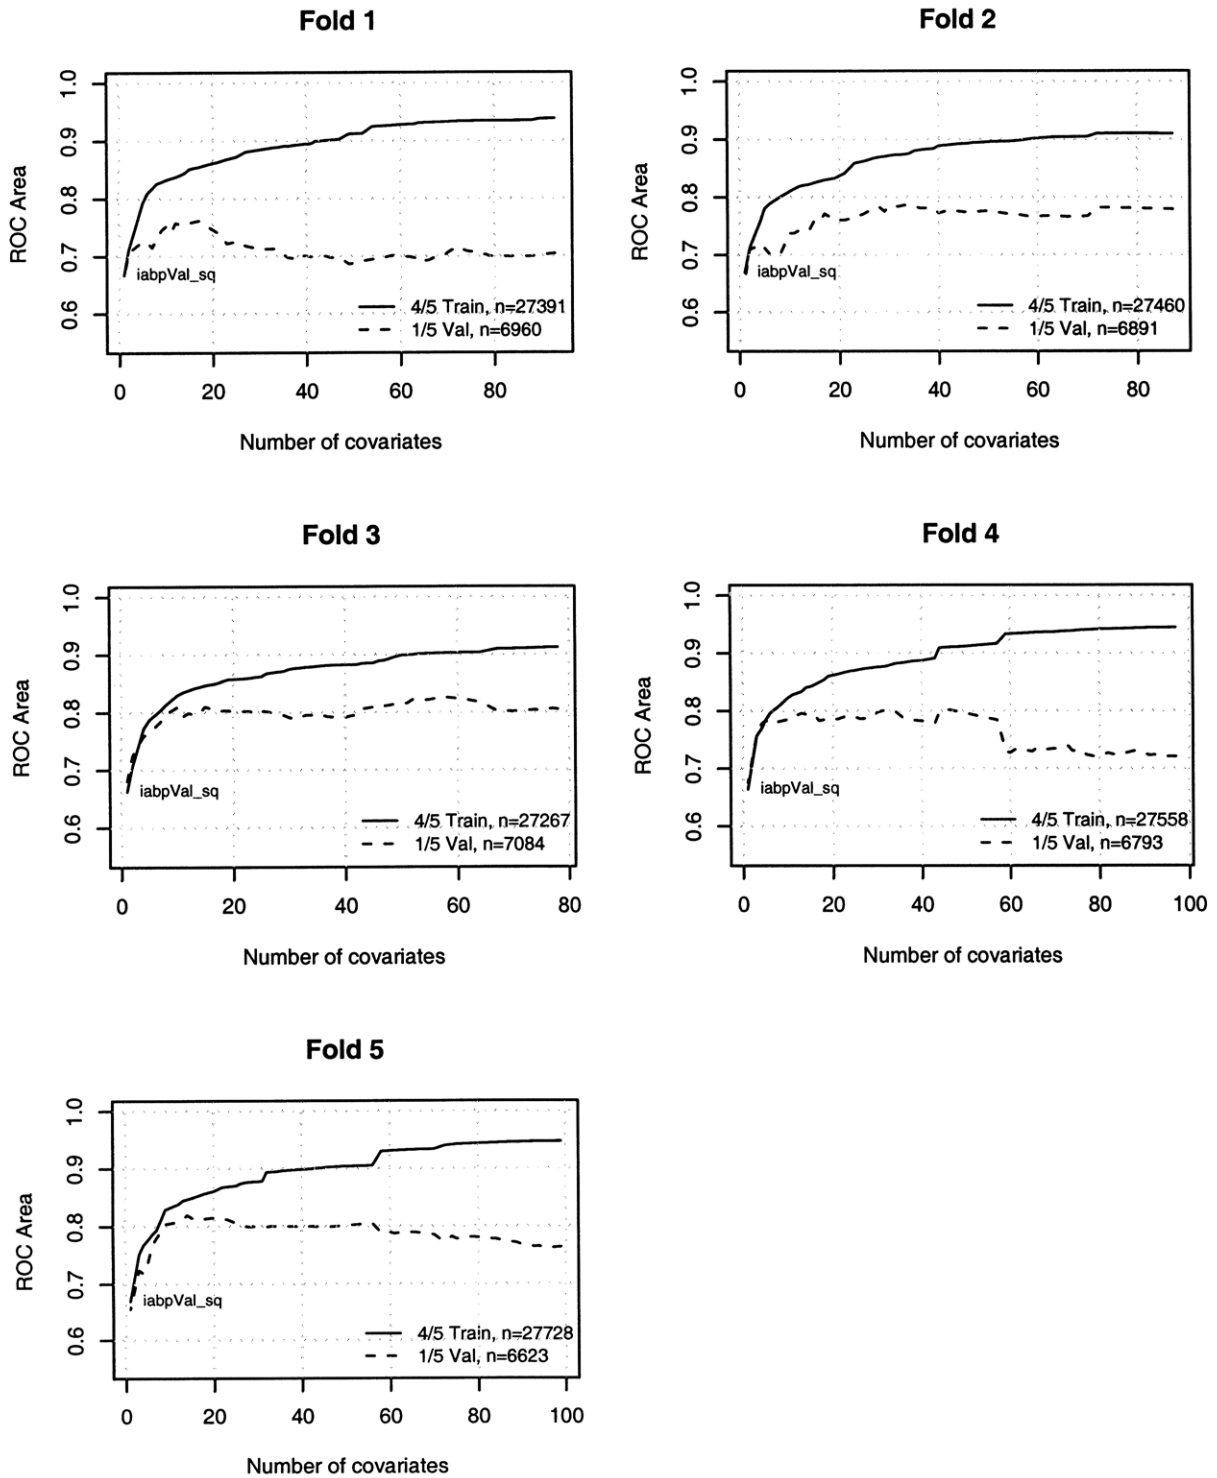 Fold 1
ROC Area
1.0
0.9
0.8
0.7
0.6
iabpVal_sq
4/5 Train, n=27391
1/5 Val, n=6960
0 20 40 60 80
Number of covariates
Fold 2
ROC Area
1.0
0.9
0.8
0.7
0.6
iabpVal_sq
4/5 Train, n=27460
1/5 Val, n=6891
0 20 40 60 80
Number of covariates
Fold 3
ROC Area
1.0
0.9
0.8
0.7
0.6
iabpVal_sq
4/5 Train, n=27267
1/5 Val, n=7084
0 20 40 60 80
Number of covariates
Fold 4
ROC Area
1.0
0.9
0.8
0.7
0.6
iabpVal_sq
4/5 Train, n=27558
1/5 Val, n=6793
0 20 40 60 80 100
Number of covariates
Fold 5
ROC Area
1.0
0.9
0.8
0.7
0.6
iabpVal_sq
4/5 Train, n=27728
1/5 Val, n=6623
0 20 40 60 80 100
Number of covariates